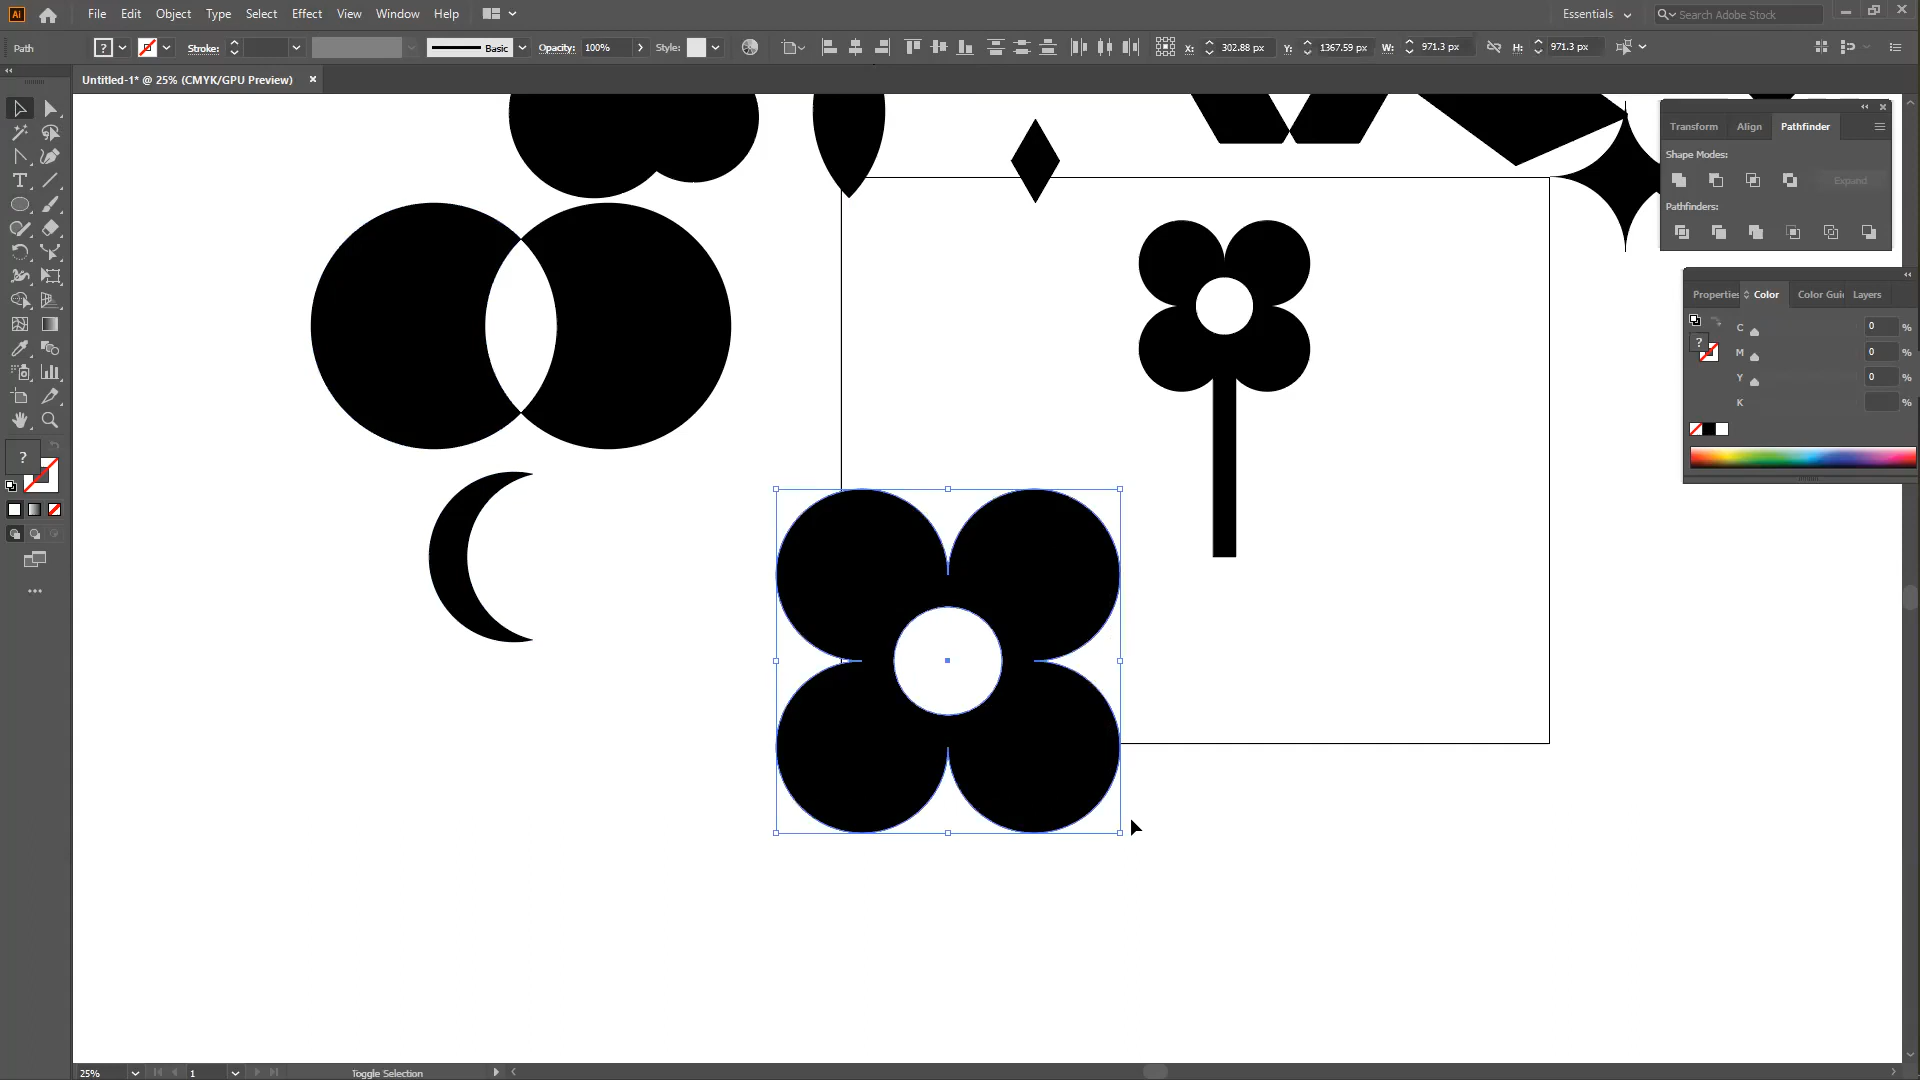 Ai File Edit Object Type Select Effect View Window Help Essentials Search Adobe Stock
Path ? Stroke: Basic Opacity: 100% Style: X: 302.88 px Y: 1367.59 px W: 971.3 px H: 971.3 px
Untitled-1* @ 25% (CMYK/GPU Preview) ×
Transform Align Pathfinder
Shape Modes:
Expand
Pathfinders:
Properties Color Color Gui Layers
C 0 %
? M 0 %
Y 0 %
K %
?
25% 1 Toggle Selection